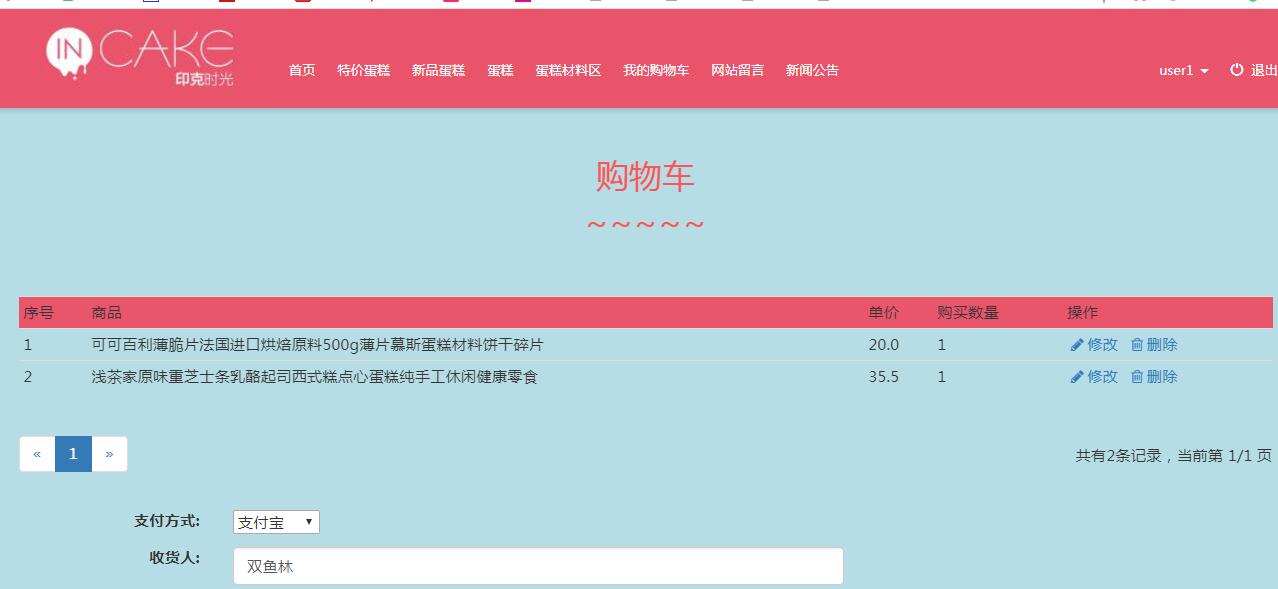 IN CAKE
印克时光
首页 特价蛋糕 新品蛋糕 蛋糕 蛋糕材料区 我的购物车 网站留言 新闻公告 user1 退出
购物车
~~~~~
序号 商品 单价 购买数量 操作
1 可可百利薄脆片法国进口烘焙原料500g薄片慕斯蛋糕材料饼干碎片 20.0 1 修改 删除
2 浅茶家原味重芝士条乳酪起司西式糕点心蛋糕纯手工休闲健康零食 35.5 1 修改 删除
« 1 »
共有2条记录，当前第 1/1 页
支付方式: 支付宝
收货人: 双鱼林